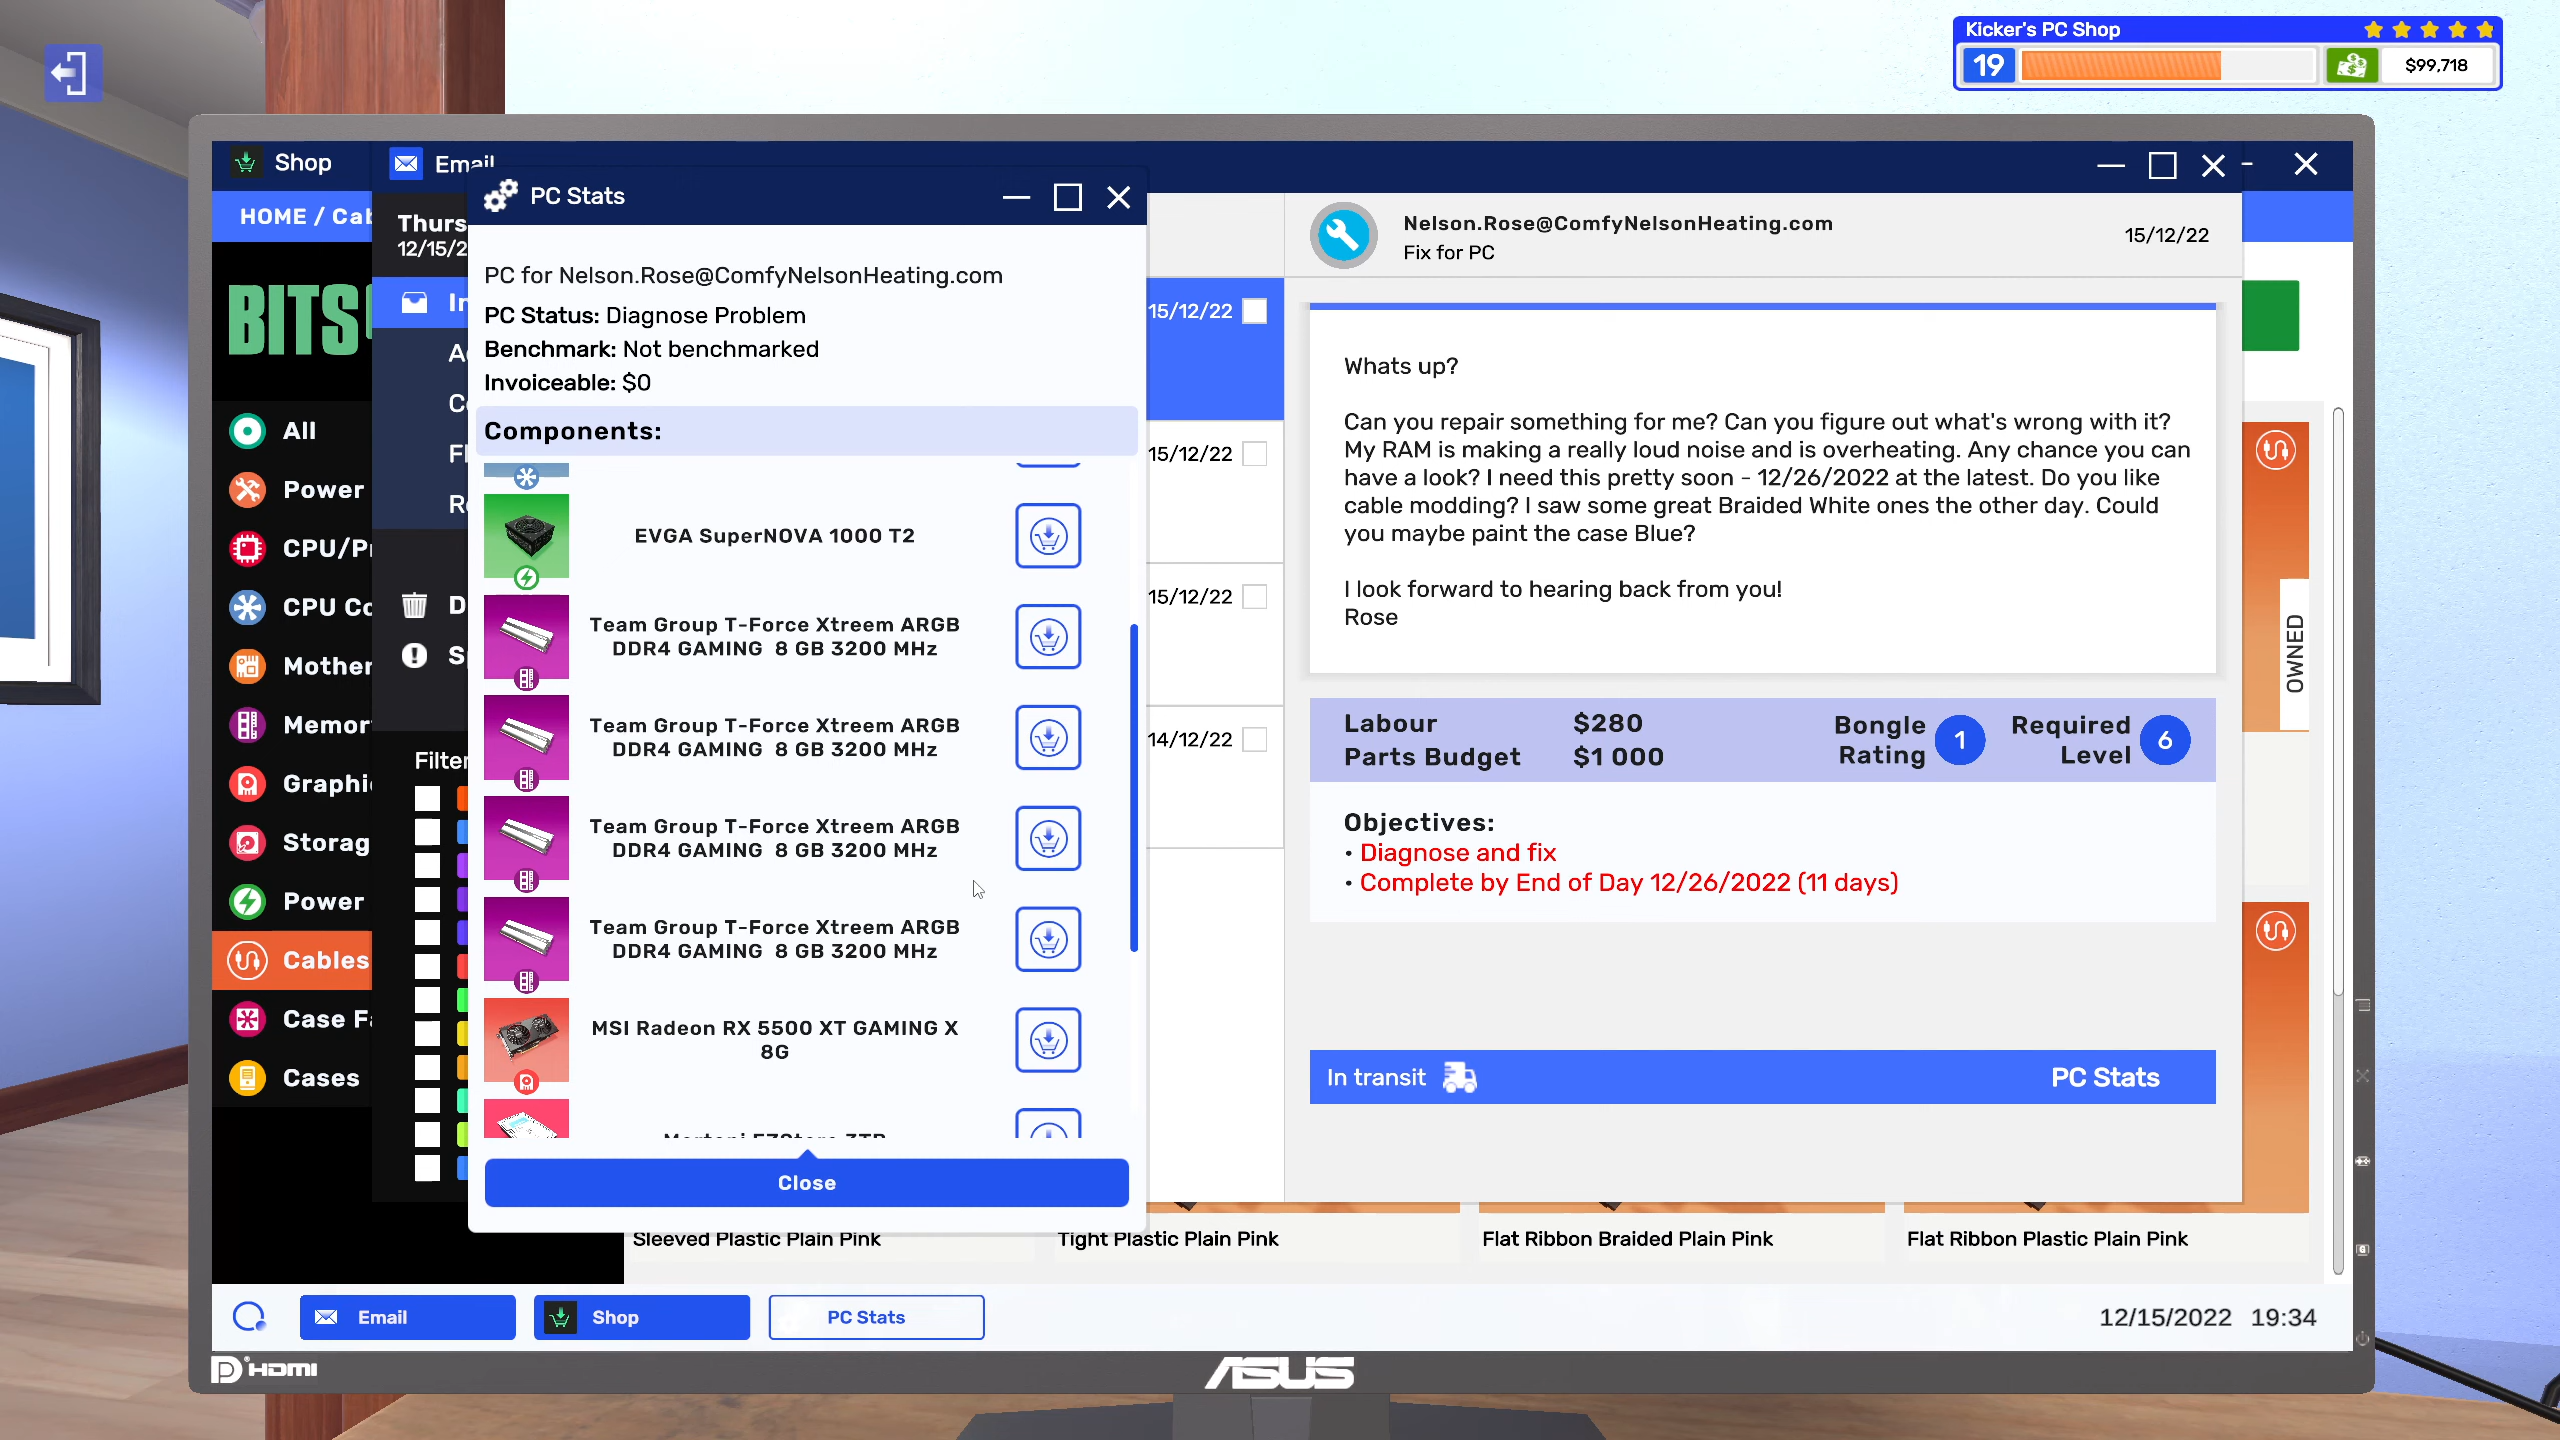 Kicker's PC Shop
19
$99,718
Shop
Email
PC Stats
HOME /
BITS
All
Power
Cables
Cases
Thurs
12/15/2
Filter
PC for Nelson.Rose@ComfyNelsonHeating.com
PC Status: Diagnose Problem
Benchmark: Not benchmarked
Invoiceable: $0
Components:
EVGA SuperNOVA 1000 T2
Team Group T-Force Xtreem ARGB
DDR4 GAMING 8 GB 3200 MHz
Team Group T-Force Xtreem ARGB
DDR4 GAMING 8 GB 3200 MHz
Team Group T-Force Xtreem ARGB
DDR4 GAMING 8 GB 3200 MHz
Team Group T-Force Xtreem ARGB
DDR4 GAMING 8 GB 3200 MHz
MSI Radeon RX 5500 XT GAMING X
8G
Close
15/12/22
15/12/22
15/12/22
14/12/22
Nelson.Rose@ComfyNelsonHeating.com
Fix for PC
15/12/22
Whats up?
Can you repair something for me? Can you figure out what's wrong with it?
My RAM is making a really loud noise and is overheating. Any chance you can
have a look? I need this pretty soon - 12/26/2022 at the latest. Do you like
cable modding? I saw some great Braided White ones the other day. Could
you maybe paint the case Blue?
I look forward to hearing back from you!
Rose
Labour $280
Parts Budget $1 000
Bongle
Rating 1
Required
Level 6
Objectives:
• Diagnose and fix
• Complete by End of Day 12/26/2022 (11 days)
In transit
PC Stats
OWNED
Sleeved Plastic Plain Pink
Tight Plastic Plain Pink
Flat Ribbon Braided Plain Pink
Flat Ribbon Plastic Plain Pink
Email
Shop
PC Stats
12/15/2022 19:34
HDMI
ASUS